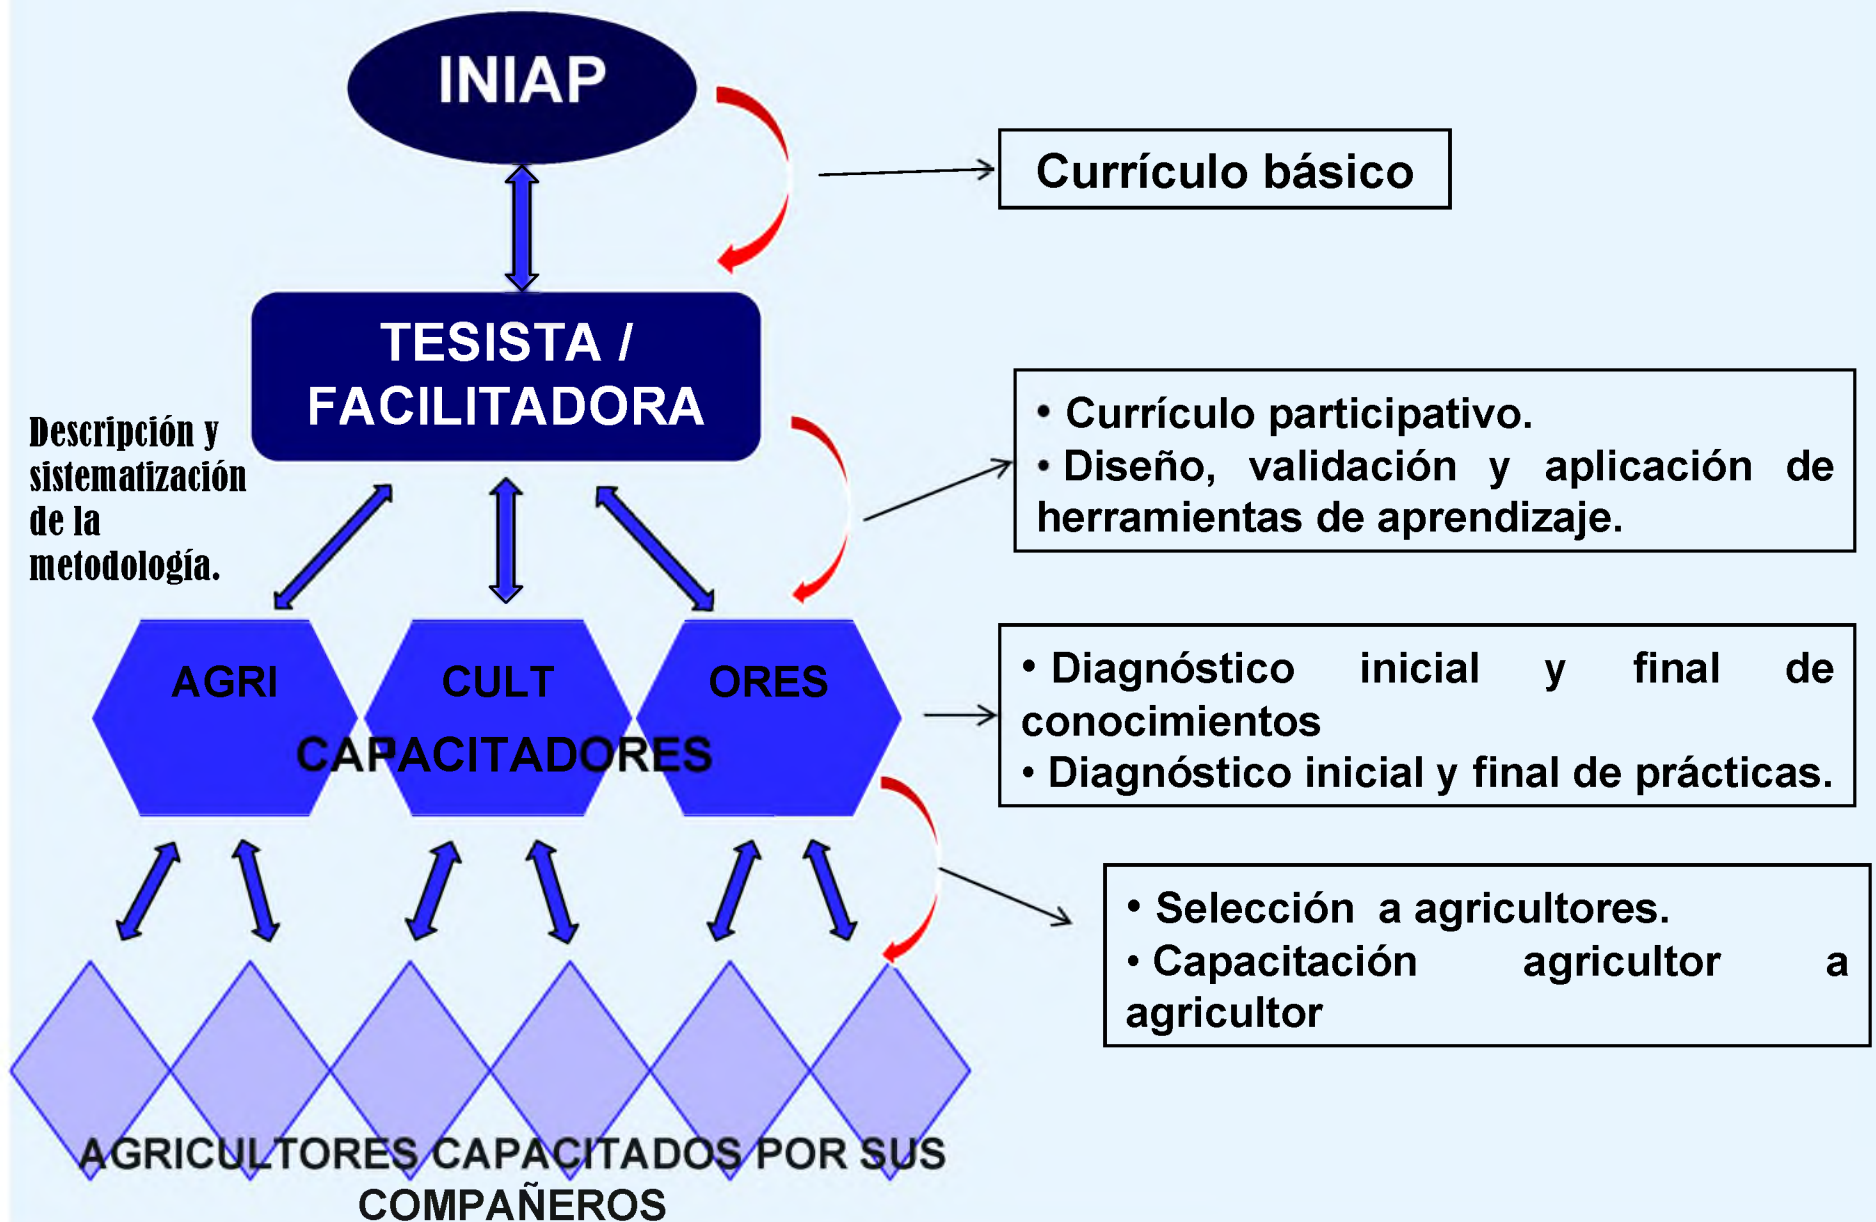 INIAP
Currículo básico
TESISTA /
FACILITADORA
Descripción y
sistematización
de la
metodología.
• Currículo participativo.
• Diseño, validación y aplicación de
herramientas de aprendizaje.
AGRI CULT ORES
CAPACITADORES
• Diagnóstico inicial y final de
conocimientos
• Diagnóstico inicial y final de prácticas.
• Selección a agricultores.
• Capacitación agricultor a
agricultor
AGRICULTORES CAPACITADOS POR SUS
COMPAÑEROS